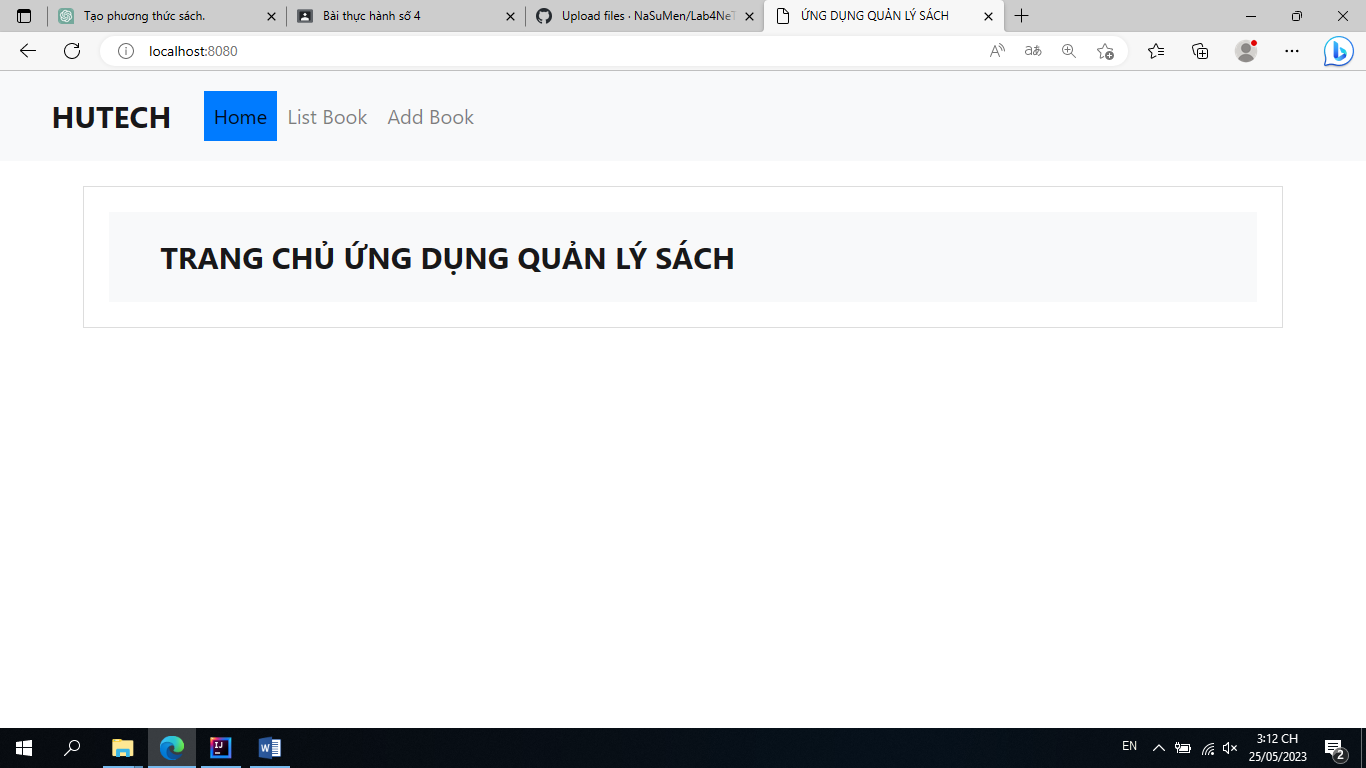 Tạo phương thức sách.
Bài thực hành số 4
Upload files · NaSuMen/Lab4Ne
ỨNG DỤNG QUẢN LÝ SÁCH
localhost:8080
HUTECH
Home
List Book
Add Book
TRANG CHỦ ỨNG DỤNG QUẢN LÝ SÁCH
EN
3:12 CH
25/05/2023
2